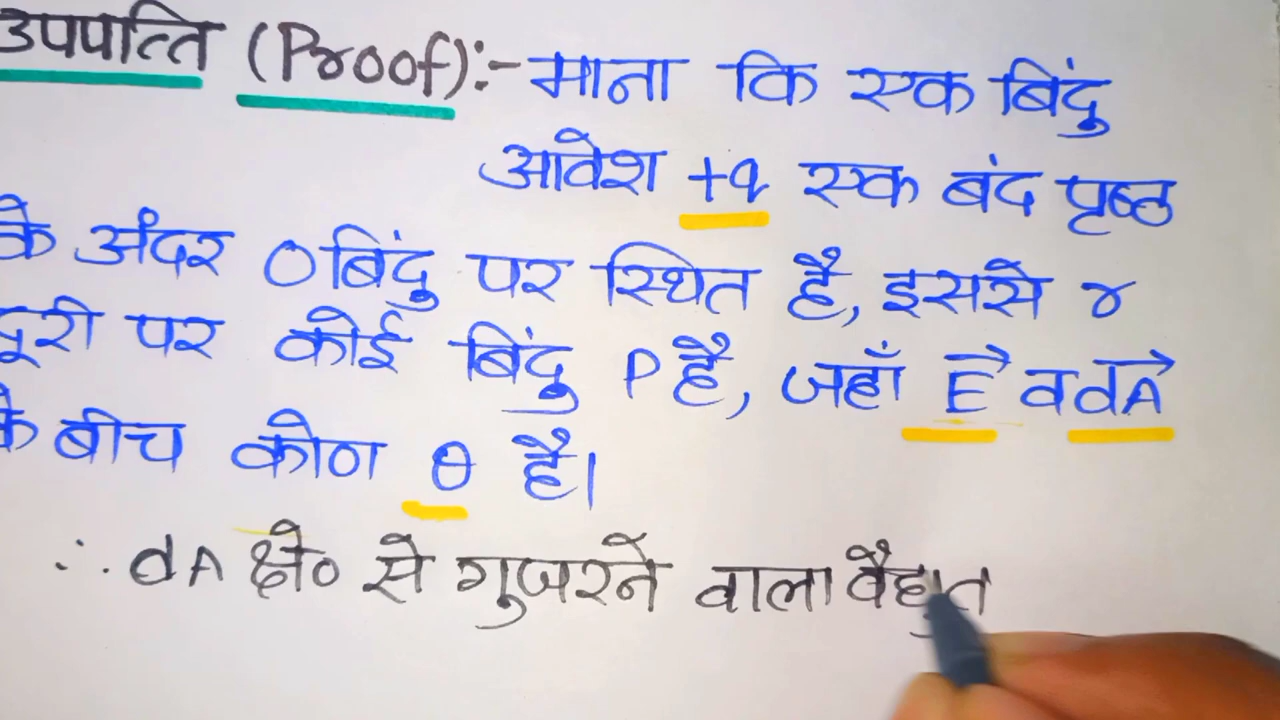 उपपत्ति (Proof):- माना कि एक बिंदु
आवेश +q एक बंद पृष्ठ
के अंदर O बिंदु पर स्थित है, इससे r
दूरी पर कोई बिंदु P है, जहाँ E⃗ व dA⃗
के बीच कोण θ है।
∴ dA क्षे० से गुजरने वाला वैद्युत